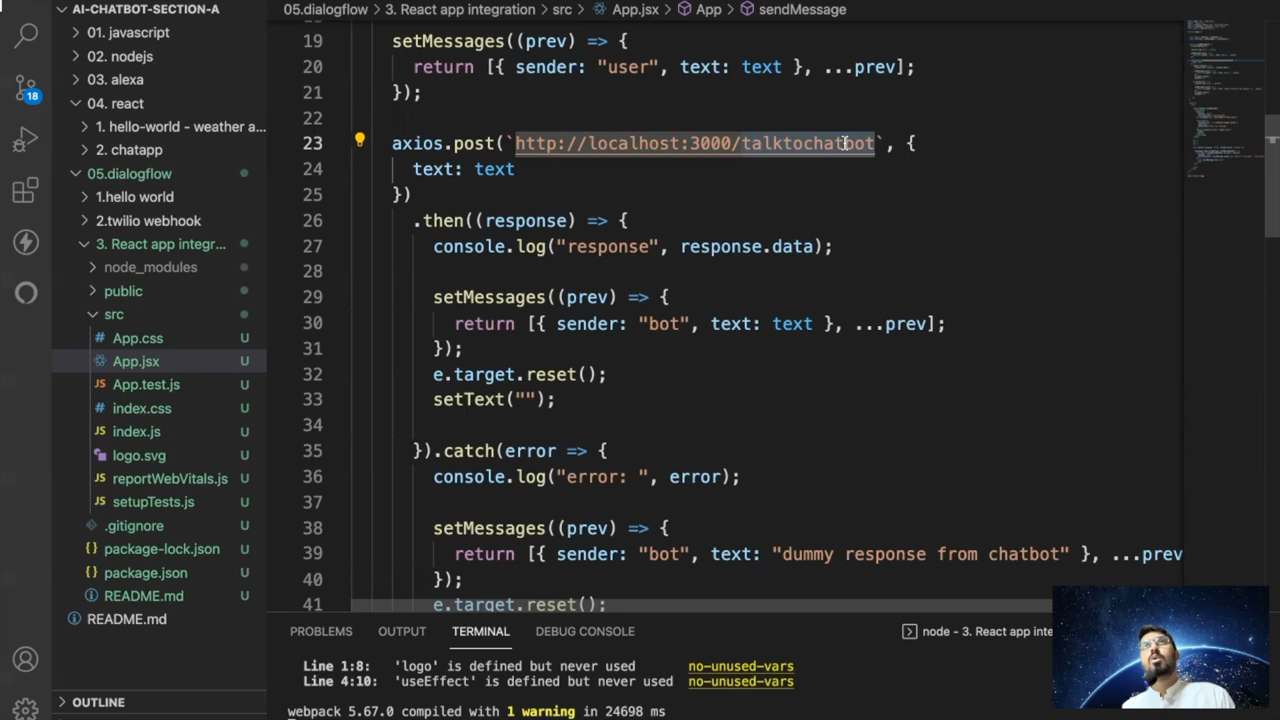 AI-CHATBOT-SECTION-A
01. javascript
02. nodejs
03. alexa
04. react
1. hello-world - weather a...
2. chatapp
05.dialogflow
1.hello world
2.twilio webhook
3. React app integr...
node_modules
public
src
App.css U
App.jsx U
App.test.js U
index.css U
index.js U
logo.svg U
reportWebVitals.js U
setupTests.js U
.gitignore U
package-lock.json U
package.json U
README.md U
README.md
OUTLINE
18
05.dialogflow > 3. React app integration > src > App.jsx > App > sendMessage
19 setMessages((prev) => {
20 return [{ sender: "user", text: text }, ...prev];
21 });
22
23 axios.post(`http://localhost:3000/talktochatbot`, {
24 text: text
25 })
26 .then((response) => {
27 console.log("response", response.data);
28
29 setMessages((prev) => {
30 return [{ sender: "bot", text: text }, ...prev];
31 });
32 e.target.reset();
33 setText("");
34
35 }).catch(error => {
36 console.log("error: ", error);
37
38 setMessages((prev) => {
39 return [{ sender: "bot", text: "dummy response from chatbot" }, ...prev
40 });
41 e.target.reset();
PROBLEMS OUTPUT TERMINAL DEBUG CONSOLE node - 3. React app inte
Line 1:8: 'logo' is defined but never used no-unused-vars
Line 4:10: 'useEffect' is defined but never used no-unused-vars
webpack 5.67.0 compiled with 1 warning in 24698 ms